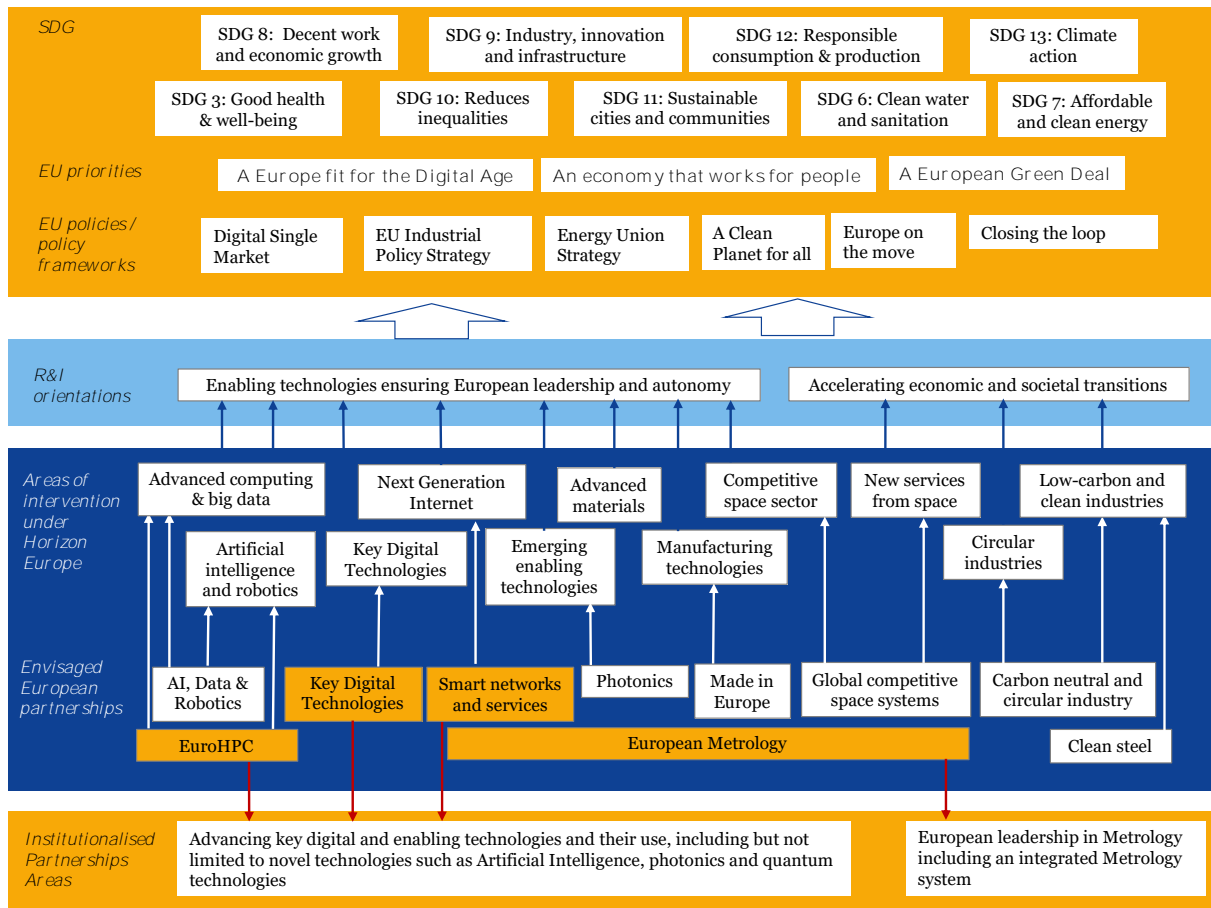 SDG
SDG 8: Decent work
and economic growth
SDG 9: Industry, innovation
and infrastructure
SDG 12: Responsible
consumption & production
SDG 13: Climate
action
SDG 3: Good health
& well-being
SDG 10: Reduces
inequalities
SDG 11: Sustainable
cities and communities
SDG 6: Clean water
and sanitation
SDG 7: Affordable
and clean energy
EU priorities
A Europe fit for the Digital Age
An economy that works for people
A European Green Deal
EU policies /
policy
frameworks
Digital Single
Market
EU Industrial
Policy Strategy
Energy Union
Strategy
A Clean
Planet for all
Europe on
the move
Closing the loop
R&I
orientations
Enabling technologies ensuring European leadership and autonomy
Accelerating economic and societal transitions
Areas of
intervention
under
Horizon
Europe
Advanced computing
& big data
Next Generation
Internet
Advanced
materials
Competitive
space sector
New services
from space
Low-carbon and
clean industries
Artificial
intelligence
and robotics
Key Digital
Technologies
Emerging
enabling
technologies
Manufacturing
technologies
Circular
industries
Envisaged
European
partnerships
AI, Data &
Robotics
Key Digital
Technologies
Smart networks
and services
Photonics
Made in
Europe
Global competitive
space systems
Carbon neutral and
circular industry
EuroHPC
European Metrology
Clean steel
Institutionalised
Partnerships
Areas
Advancing key digital and enabling technologies and their use, including but not
limited to novel technologies such as Artificial Intelligence, photonics and quantum
technologies
European leadership in Metrology
including an integrated Metrology
system